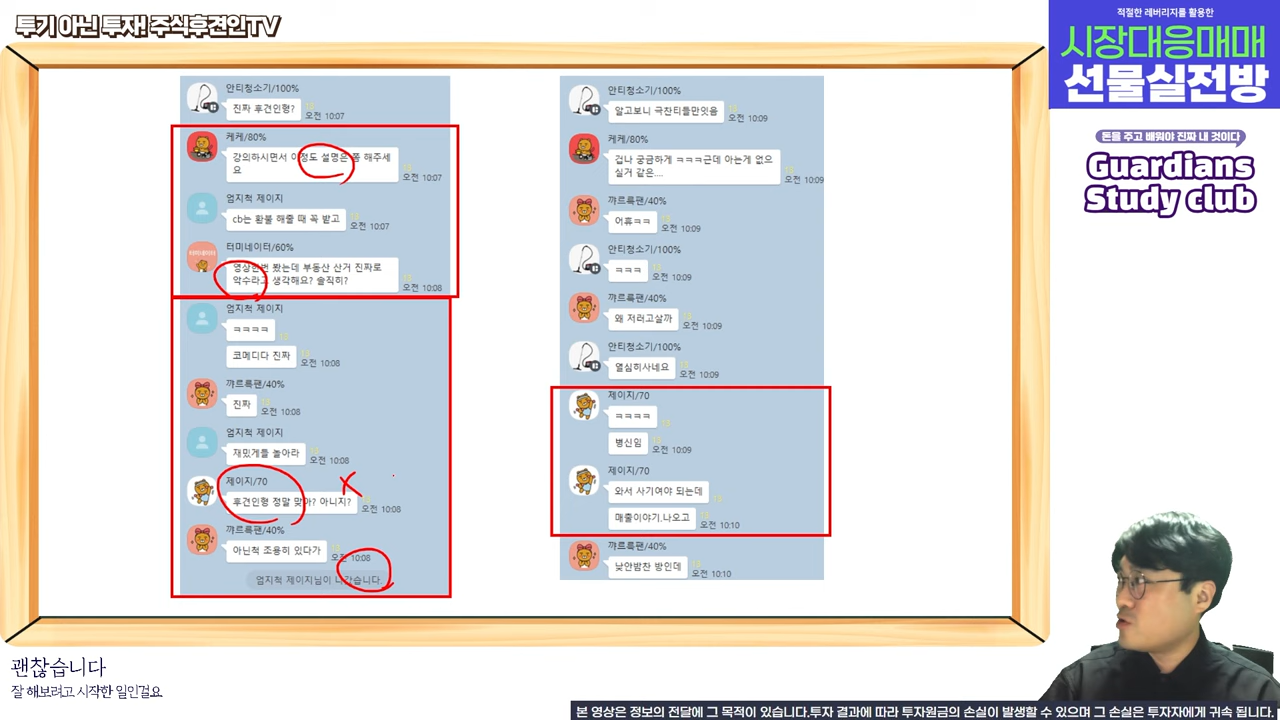 투기 아닌 투자! 주식후견인TV
적절한 레버리지를 활용한
시장대응매매
선물실전방
돈을 주고 배워야 진짜 내 것이다
Guardians
Study club
안티청소기/100%
진짜 후견인형?
오전 10:07
케케/80%
강의하시면서 이정도 설명은 쫌 해주세
요
오전 10:07
엄지척 제이지
cb는 환불 해줄 때 꼭 받고
오전 10:07
터미네이터/60%
영상한번 봤는데 부동산 산거 진짜로
악수라고 생각해요? 솔직히?
오전 10:08
엄지척 제이지
ㅋㅋㅋㅋ
코메디다 진짜
오전 10:08
꺄르륵팬/40%
진짜
오전 10:08
엄지척 제이지
재밌게들 놀아라
오전 10:08
제이지/70
후견인형 정말 맞아? 아니지?
오전 10:08
꺄르륵팬/40%
아닌척 조용히 있다가
오전 10:08
엄지척 제이지님이 나갔습니다.
안티청소기/100%
알고보니 극찬티를만잇음
오전 10:09
케케/80%
겁나 궁금하게 ㅋㅋㅋ군데 아는게 없으
실거 같은....
오전 10:09
꺄르륵팬/40%
어휴ㅋㅋ
오전 10:09
안티청소기/100%
ㅋㅋㅋ
오전 10:09
꺄르륵팬/40%
왜 저러고살까
오전 10:09
안티청소기/100%
열심히사네요
오전 10:09
제이지/70
ㅋㅋㅋㅋ
병신임
오전 10:09
제이지/70
와서 사기여야 되는데
매출이야기.나오고
오전 10:10
꺄르륵팬/40%
낮안밤찬 방인데
오전 10:10
괜찮습니다
잘 해보려고 시작한 일인걸요
본 영상은 정보의 전달에 그 목적이 있습니다.투자 결과에 따라 투자원금의 손실이 발생할 수 있으며 그 손실은 투자자에게 귀속 됩니다.